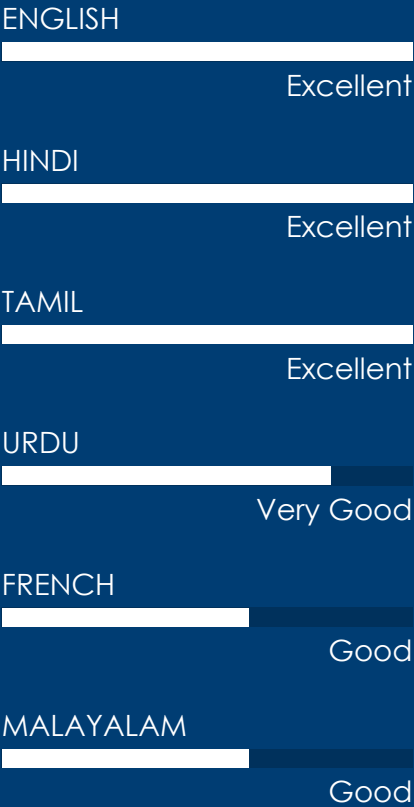 ENGLISH
Excellent
HINDI
Excellent
TAMIL
Excellent
URDU
Very Good
FRENCH
Good
MALAYALAM
Good